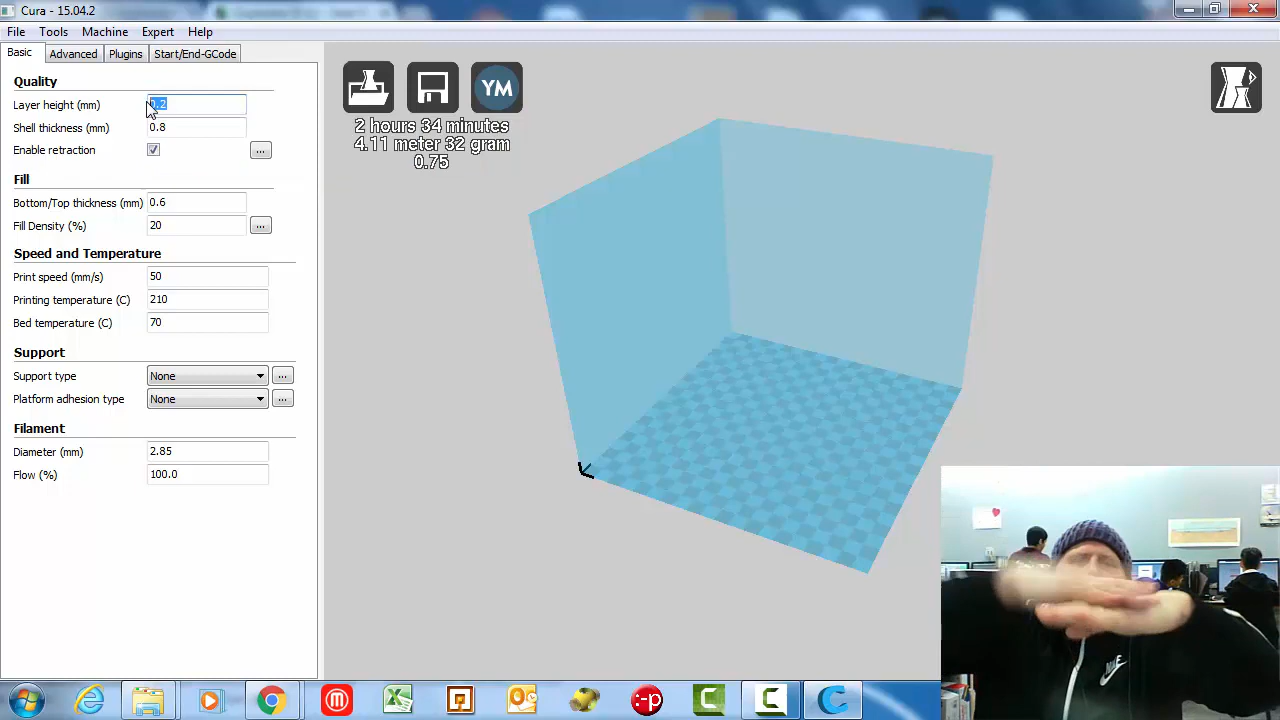 Cura - 15.04.2
File Tools Machine Expert Help
Basic Advanced Plugins Start/End-GCode
Quality
Layer height (mm) 0.2
Shell thickness (mm) 0.8
Enable retraction ...
Fill
Bottom/Top thickness (mm) 0.6
Fill Density (%) 20 ...
Speed and Temperature
Print speed (mm/s) 50
Printing temperature (C) 210
Bed temperature (C) 70
Support
Support type None ...
Platform adhesion type None ...
Filament
Diameter (mm) 2.85
Flow (%) 100.0
YM
2 hours 34 minutes
4.11 meter 32 gram
0.75